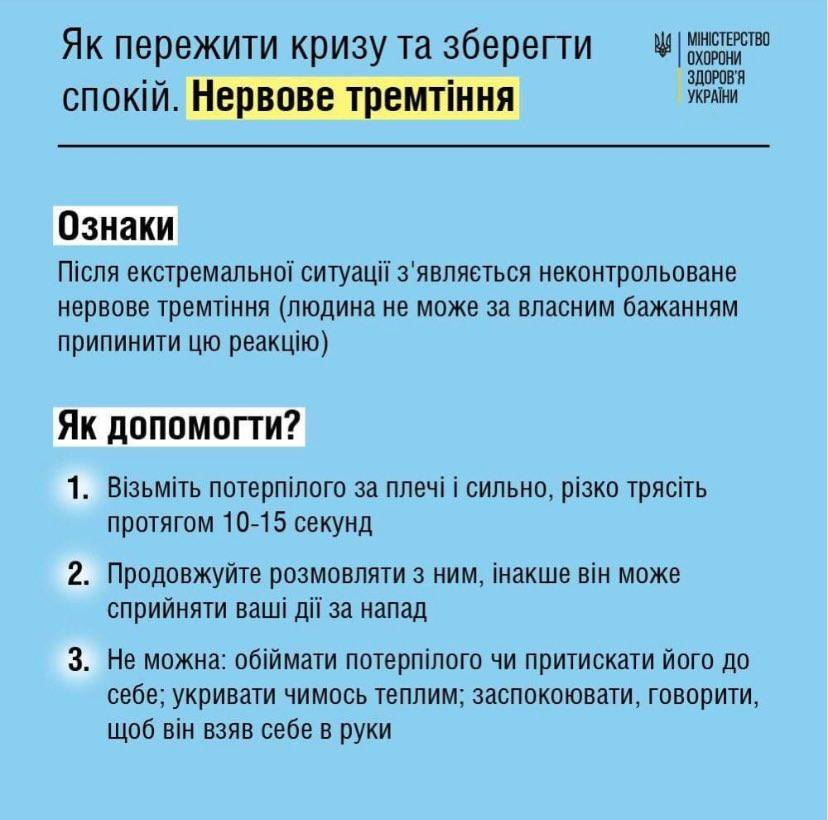 Як пережити кризу та зберегти
спокій. Нервове тремтіння
МІНІСТЕРСТВО
ОХОРОНИ
ЗДОРОВ'Я
УКРАЇНИ
Ознаки
Після екстремальної ситуації з'являється неконтрольоване
нервове тремтіння (людина не може за власним бажанням
припинити цю реакцію)
Як допомогти?
1. Візьміть потерпілого за плечі і сильно, різко трясіть
протягом 10-15 секунд
2. Продовжуйте розмовляти з ним, інакше він може
сприйняти ваші дії за напад
3. Не можна: обіймати потерпілого чи притискати його до
себе; укривати чимось теплим; заспокоювати, говорити,
щоб він взяв себе в руки